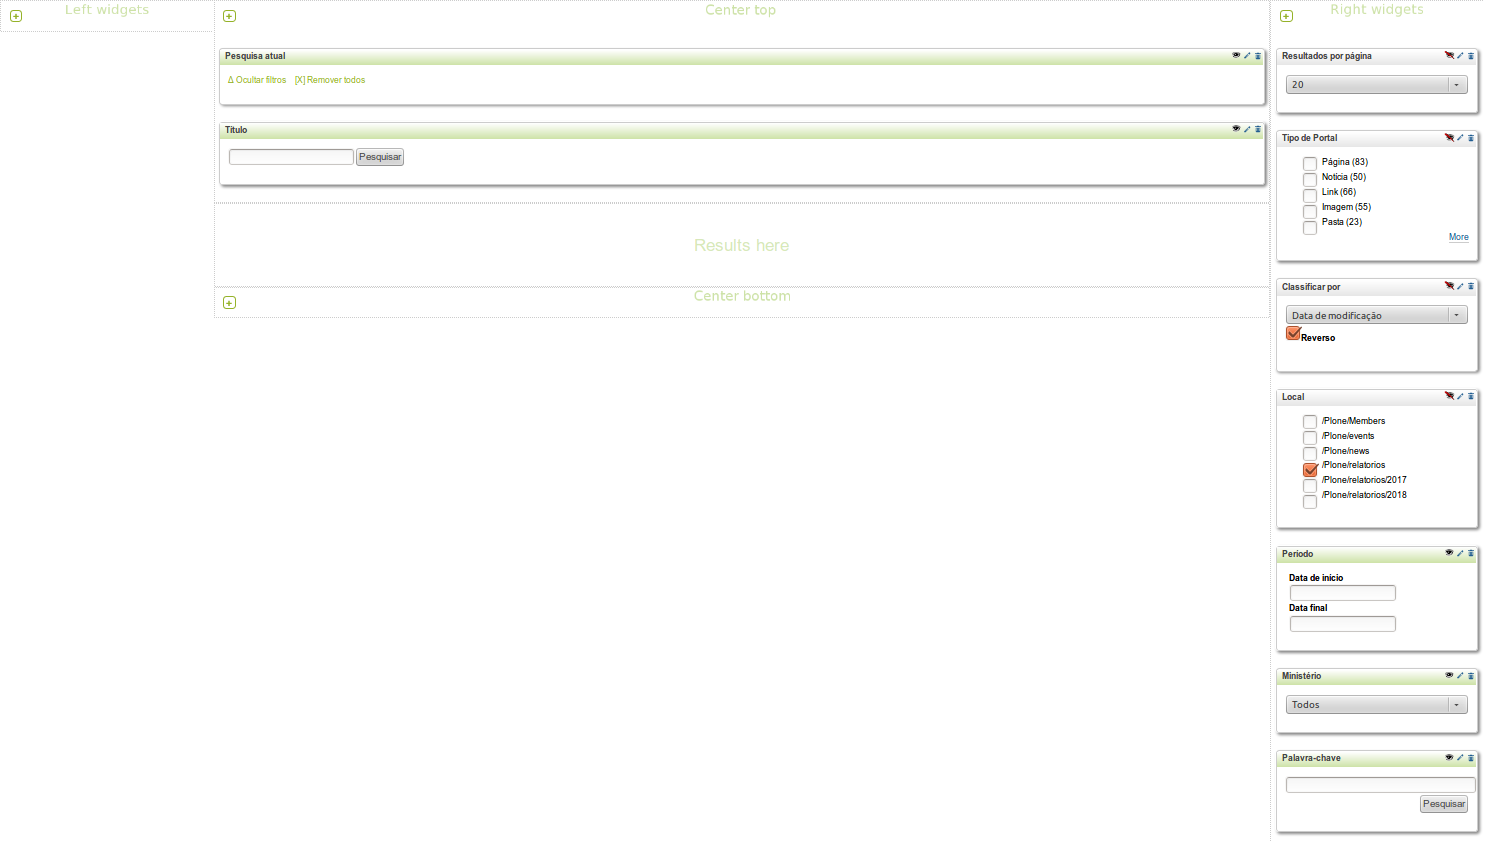 Left widgets
Center top
Right widgets
Pesquisa atual
Δ Ocultar filtros [X] Remover todos
Título
Pesquisar
Results here
Center bottom
Resultados por página
20
Tipo de Portal
Página (83)
Notícia (50)
Link (66)
Imagem (55)
Pasta (23)
More
Classificar por
Data de modificação
Reverso
Local
/Plone/Members
/Plone/events
/Plone/news
/Plone/relatorios
/Plone/relatorios/2017
/Plone/relatorios/2018
Período
Data de início
Data final
Ministério
Todos
Palavra-chave
Pesquisar